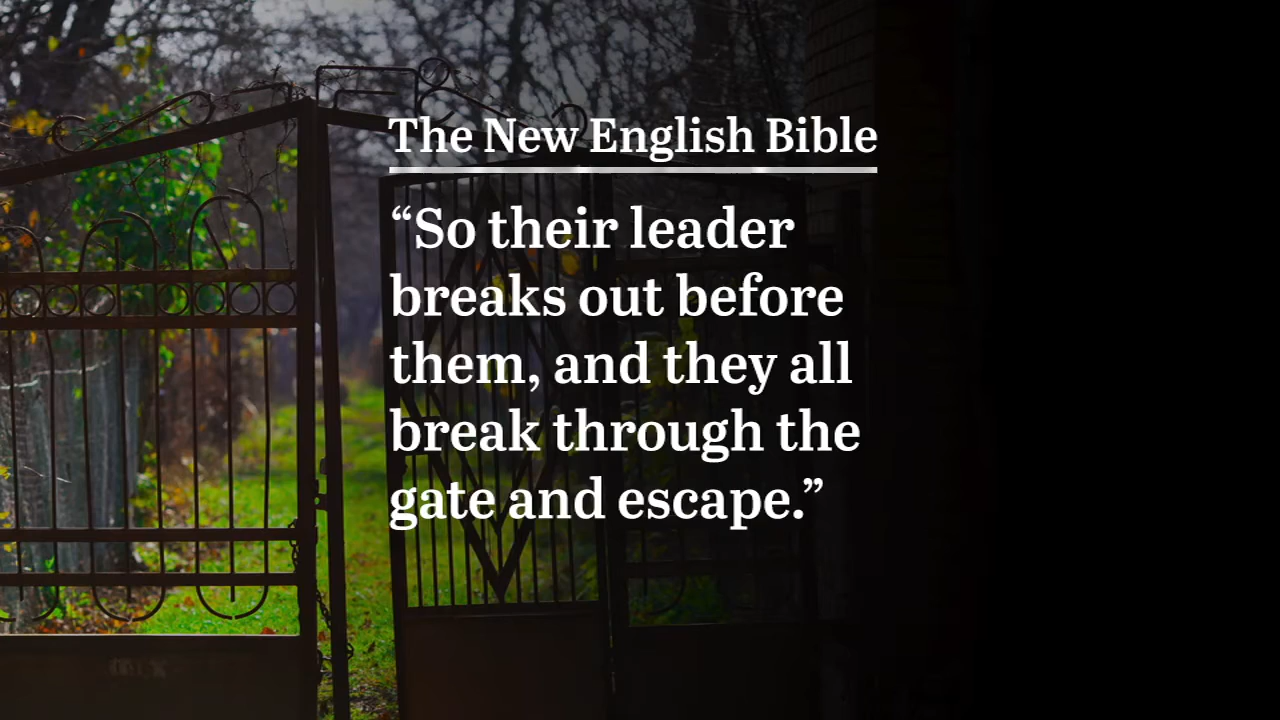 The New English Bible
“So their leader
breaks out before
them, and they all
break through the
gate and escape.”